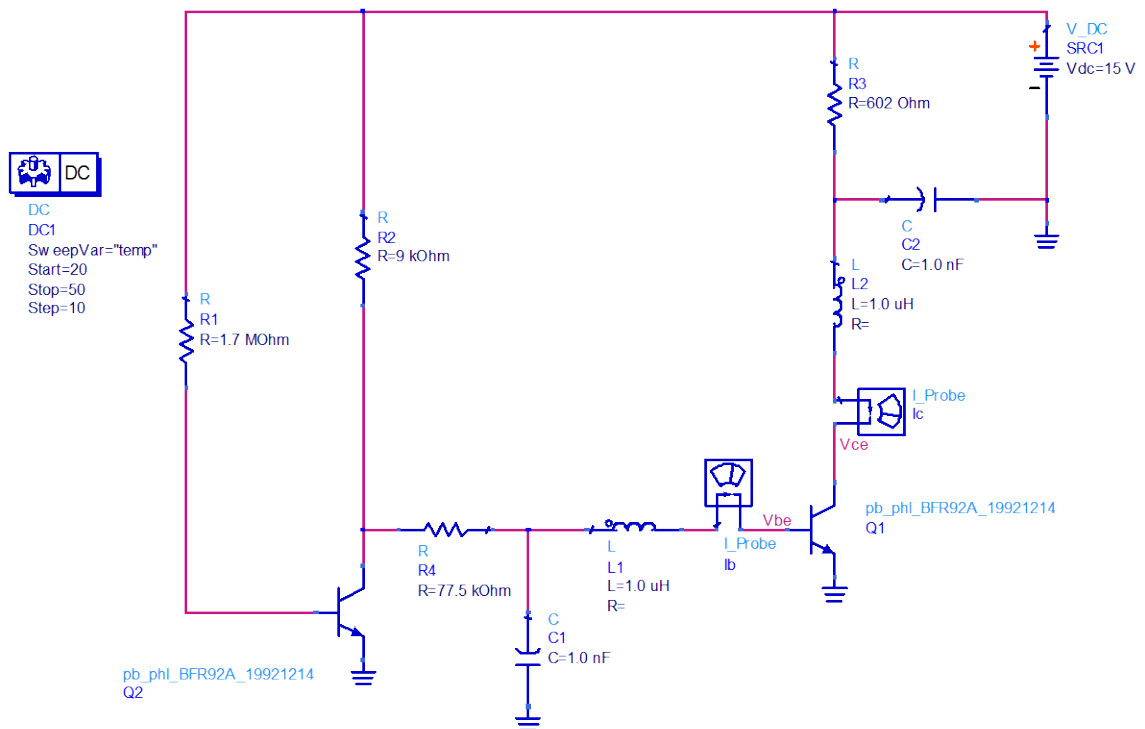 V_DC
SRC1
Vdc=15 V
+
−
R
R3
R=602 Ohm
DC
DC
DC1
SweepVar="temp"
Start=20
Stop=50
Step=10
R
R2
R=9 kOhm
C
C2
C=1.0 nF
L
L2
L=1.0 uH
R=
R
R1
R=1.7 MOhm
I_Probe
Ic
Vce
pb_phl_BFR92A_19921214
Q1
Vbe
I_Probe
Ib
R
R4
R=77.5 kOhm
L
L1
L=1.0 uH
R=
C
C1
C=1.0 nF
pb_phl_BFR92A_19921214
Q2